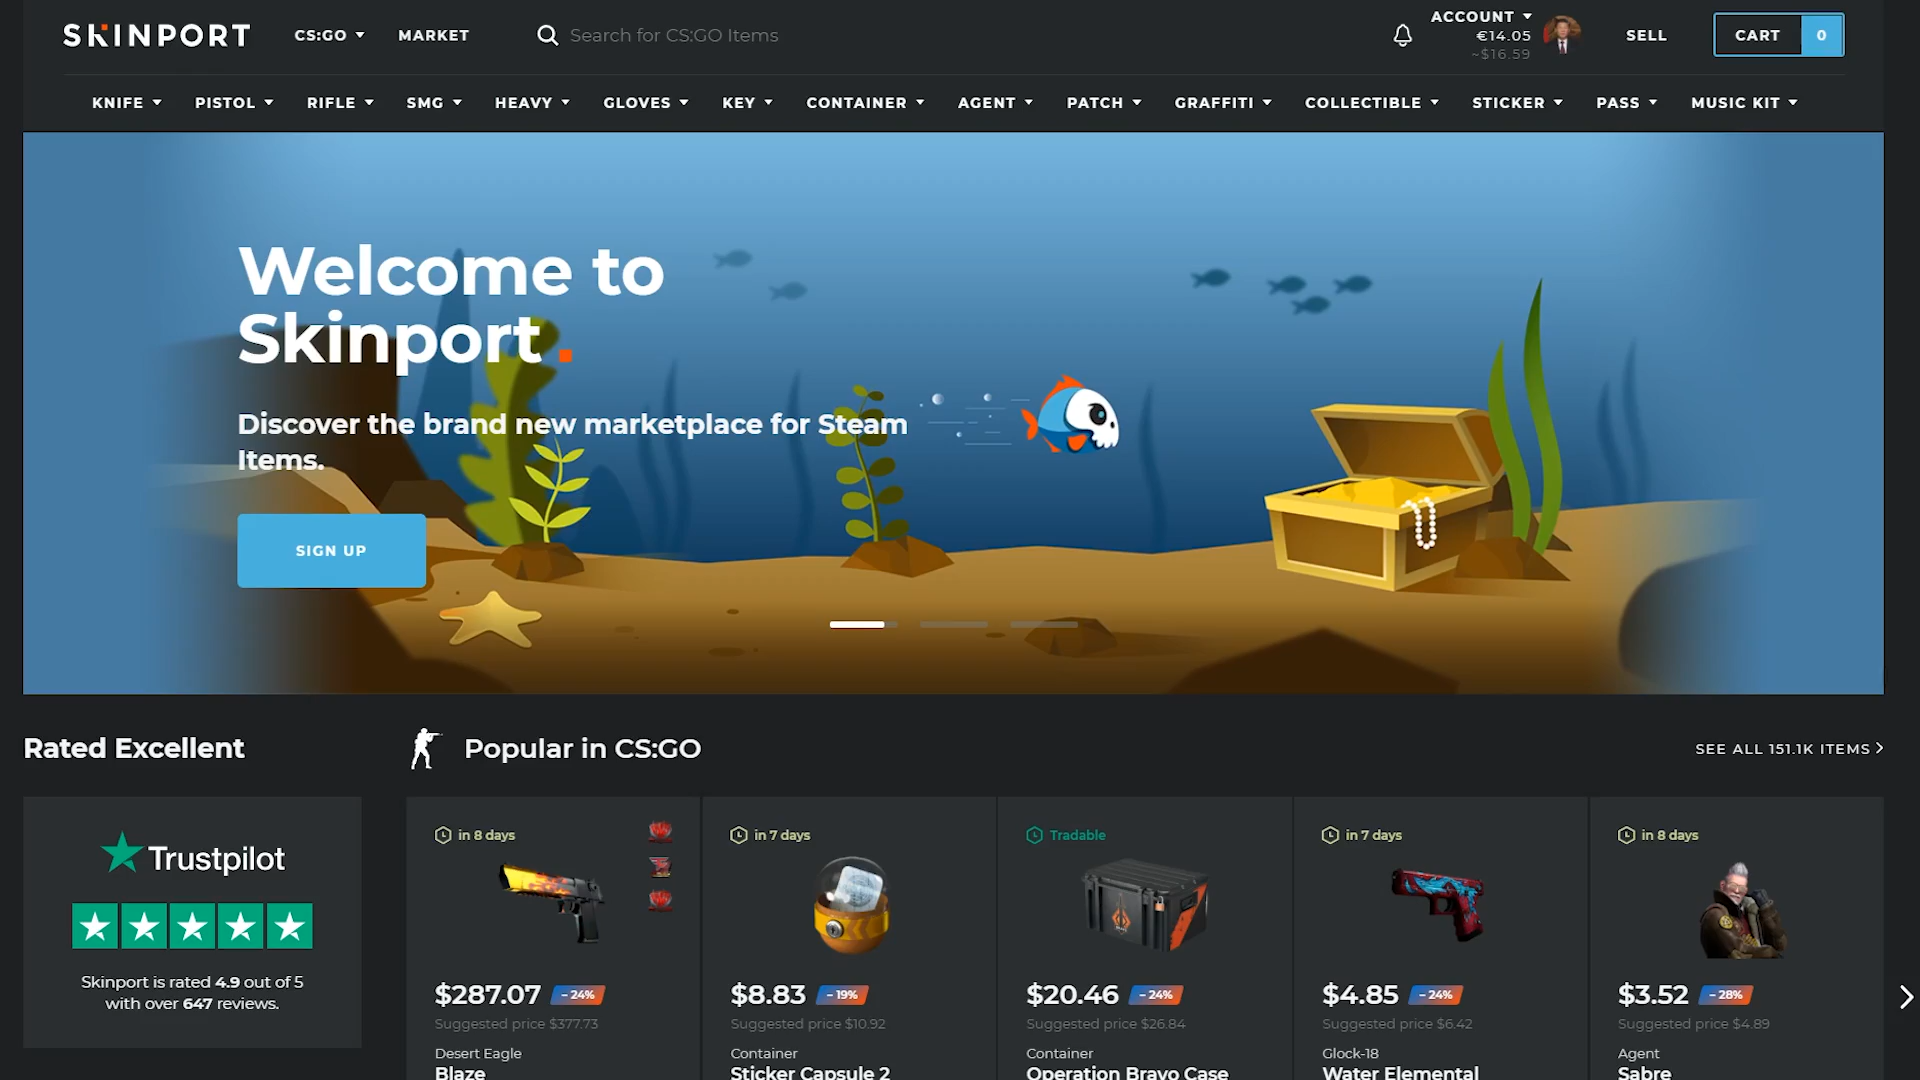 SKINPORT
CS:GO
MARKET
Search for CS:GO Items
ACCOUNT
€14.05
~$16.59
SELL
CART
0
KNIFE
PISTOL
RIFLE
SMG
HEAVY
GLOVES
KEY
CONTAINER
AGENT
PATCH
GRAFFITI
COLLECTIBLE
STICKER
PASS
MUSIC KIT
Welcome to
Skinport.
Discover the brand new marketplace for Steam
Items.
SIGN UP
Rated Excellent
Popular in CS:GO
SEE ALL 151.1K ITEMS
Trustpilot
Skinport is rated 4.9 out of 5
with over 647 reviews.
in 8 days
$287.07
– 24%
Suggested price $377.73
Desert Eagle
Blaze
in 7 days
$8.83
– 19%
Suggested price $10.92
Container
Sticker Capsule 2
Tradable
$20.46
– 24%
Suggested price $26.84
Container
Operation Bravo Case
in 7 days
$4.85
– 24%
Suggested price $6.42
Glock-18
Water Elemental
in 8 days
$3.52
– 28%
Suggested price $4.89
Agent
Sabre